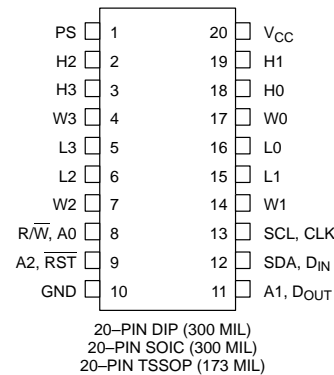 PS 1 20 VCC
H2 2 19 H1
H3 3 18 H0
W3 4 17 W0
L3 5 16 L0
L2 6 15 L1
W2 7 14 W1
R/W̅, A0 8 13 SCL, CLK
A2, R̅S̅T̅ 9 12 SDA, DIN
GND 10 11 A1, DOUT
20–PIN DIP (300 MIL)
20–PIN SOIC (300 MIL)
20–PIN TSSOP (173 MIL)